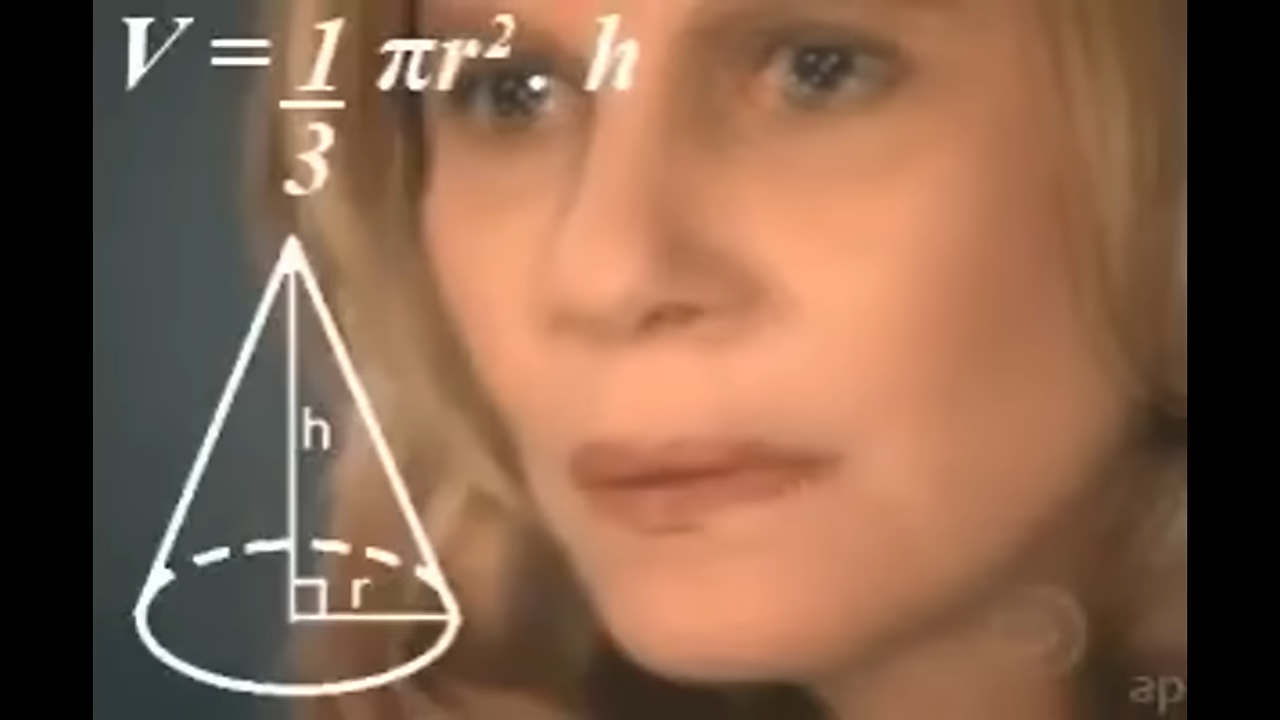 V = 1/3 πr² . h
h
r
ap